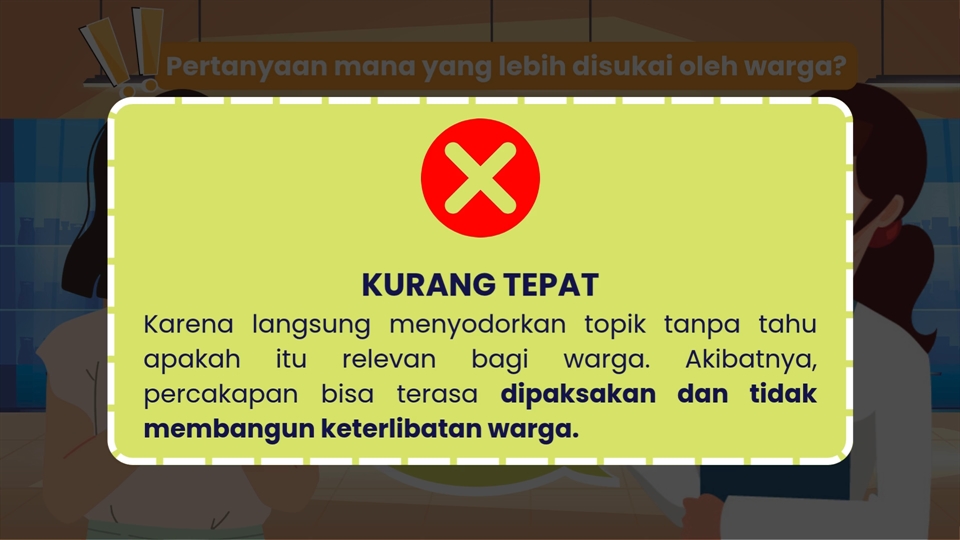 Pertanyaan mana yang lebih disukai oleh warga?
KURANG TEPAT
Karena langsung menyodorkan topik tanpa tahu
apakah itu relevan bagi warga. Akibatnya,
percakapan bisa terasa dipaksakan dan tidak
membangun keterlibatan warga.